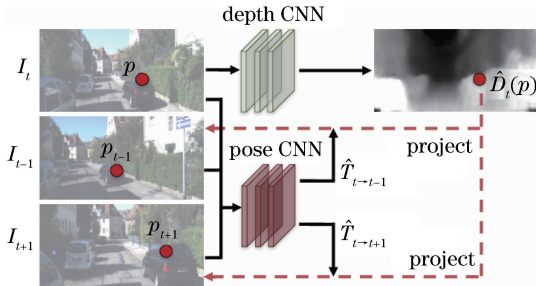 depth CNN
I_t
p
D̂_t(p)
I_{t−1}
p_{t−1}
pose CNN
project
T̂_{t→t−1}
I_{t+1}
p_{t+1}
T̂_{t→t+1}
project